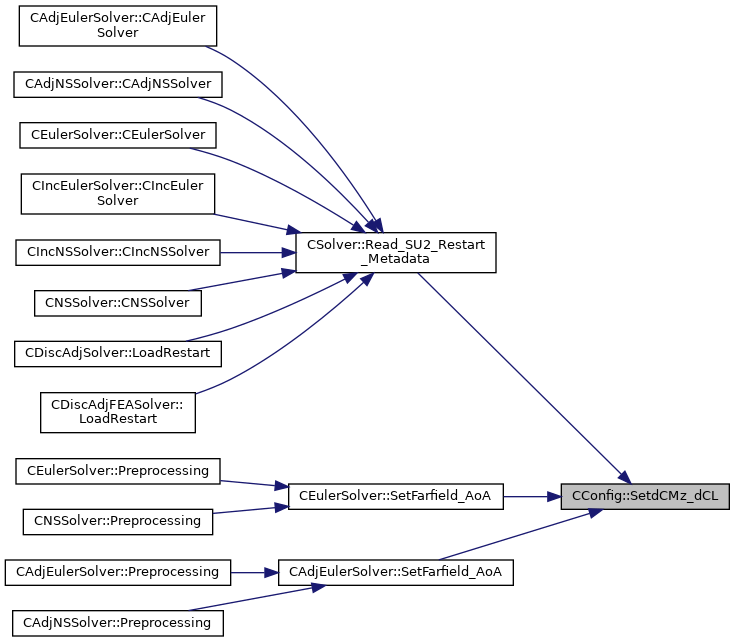 CAdjEulerSolver::CAdjEuler
Solver
CAdjNSSolver::CAdjNSSolver
CEulerSolver::CEulerSolver
CIncEulerSolver::CIncEuler
Solver
CIncNSSolver::CIncNSSolver
CNSSolver::CNSSolver
CDiscAdjSolver::LoadRestart
CDiscAdjFEASolver::
LoadRestart
CSolver::Read_SU2_Restart
_Metadata
CEulerSolver::Preprocessing
CNSSolver::Preprocessing
CEulerSolver::SetFarfield_AoA
CConfig::SetdCMz_dCL
CAdjEulerSolver::Preprocessing
CAdjNSSolver::Preprocessing
CAdjEulerSolver::SetFarfield_AoA